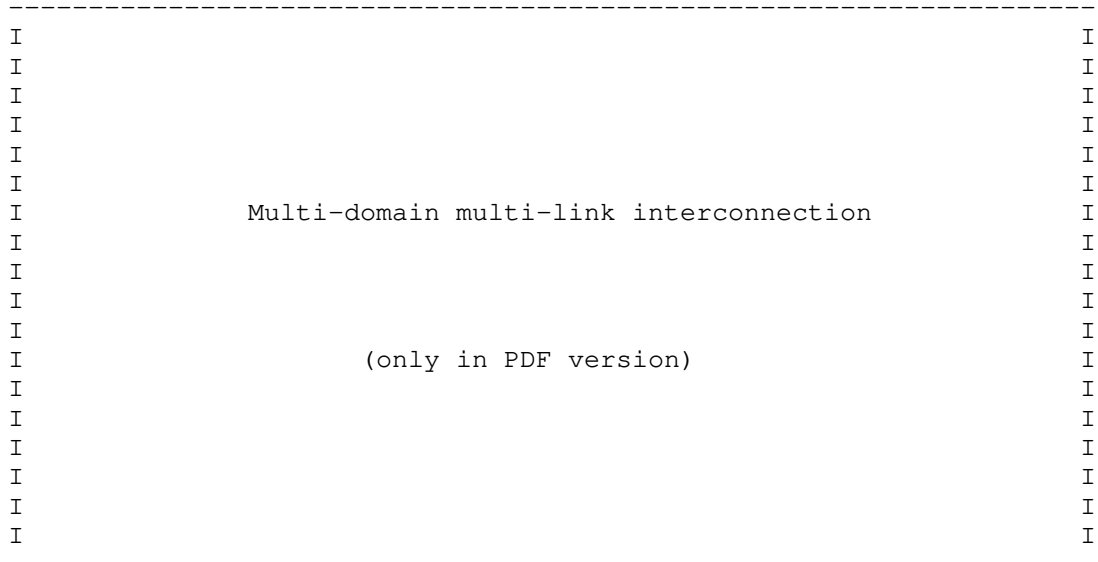 ------------------------------------------------------------------------
I                                                                      I
I                                                                      I
I                                                                      I
I                                                                      I
I                                                                      I
I                                                                      I
I               Multi-domain multi-link interconnection                I
I                                                                      I
I                                                                      I
I                                                                      I
I                                                                      I
I                      (only in PDF version)                           I
I                                                                      I
I                                                                      I
I                                                                      I
I                                                                      I
I                                                                      I
I                                                                      I